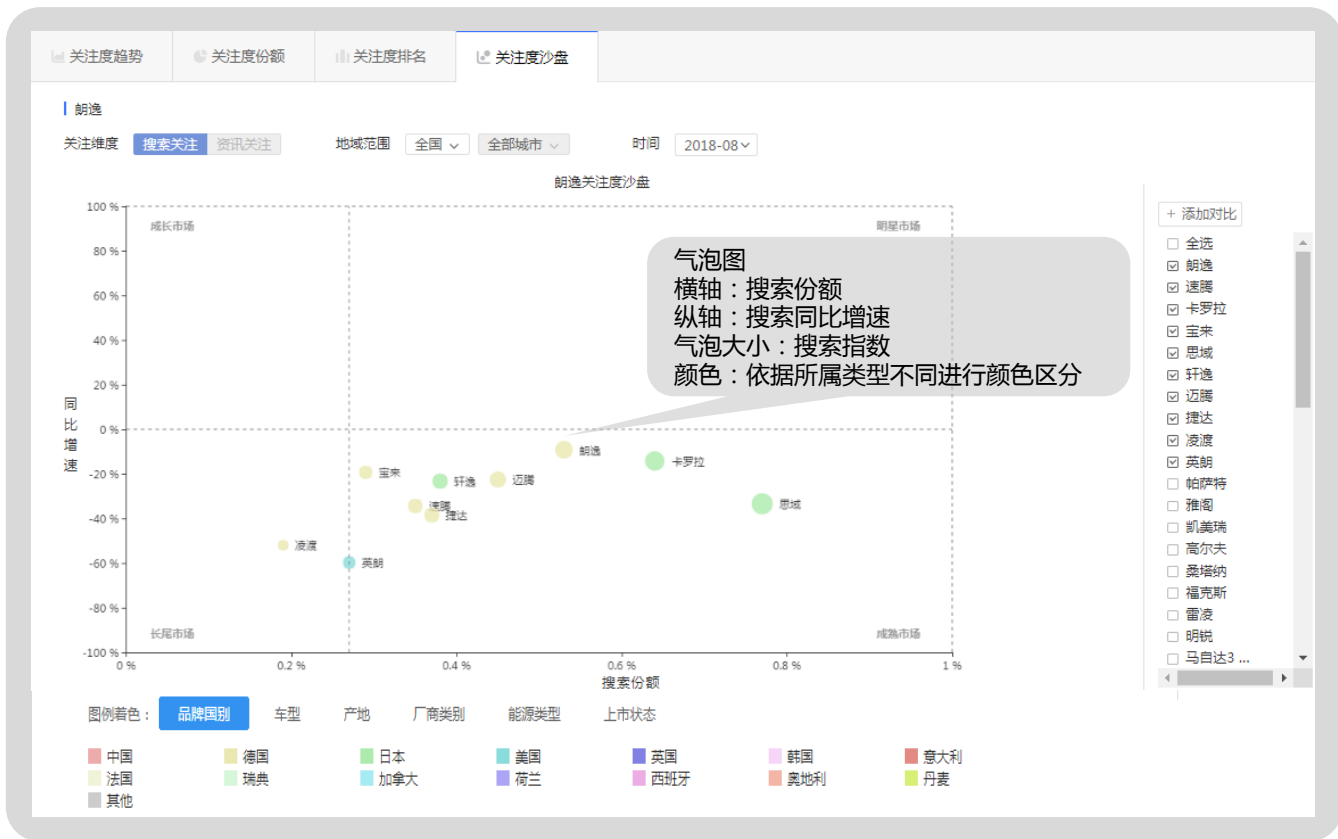 关注度趋势 关注度份额 关注度排名 关注度沙盘
朗逸
关注维度 搜索关注 资讯关注 地域范围 全国 全部城市 时间 2018-08
朗逸关注度沙盘
100 %
80 %
60 %
40 %
20 %
0 %
-20 %
-40 %
-60 %
-80 %
-100 %
同比增速
成长市场
明星市场
长尾市场
成熟市场
气泡图
横轴：搜索份额
纵轴：搜索同比增速
气泡大小：搜索指数
颜色：依据所属类型不同进行颜色区分
朗逸
卡罗拉
宝来
轩逸
迈腾
速腾
捷达
思域
凌渡
英朗
0 %
0.2 %
0.4 %
0.6 %
0.8 %
1 %
搜索份额
+ 添加对比
全选
朗逸
速腾
卡罗拉
宝来
思域
轩逸
迈腾
捷达
凌渡
英朗
帕萨特
雅阁
凯美瑞
高尔夫
桑塔纳
福克斯
雷凌
明锐
马自达3 ...
图例着色： 品牌国别 车型 产地 厂商类别 能源类型 上市状态
中国 德国 日本 美国 英国 韩国 意大利
法国 瑞典 加拿大 荷兰 西班牙 奥地利 丹麦
其他